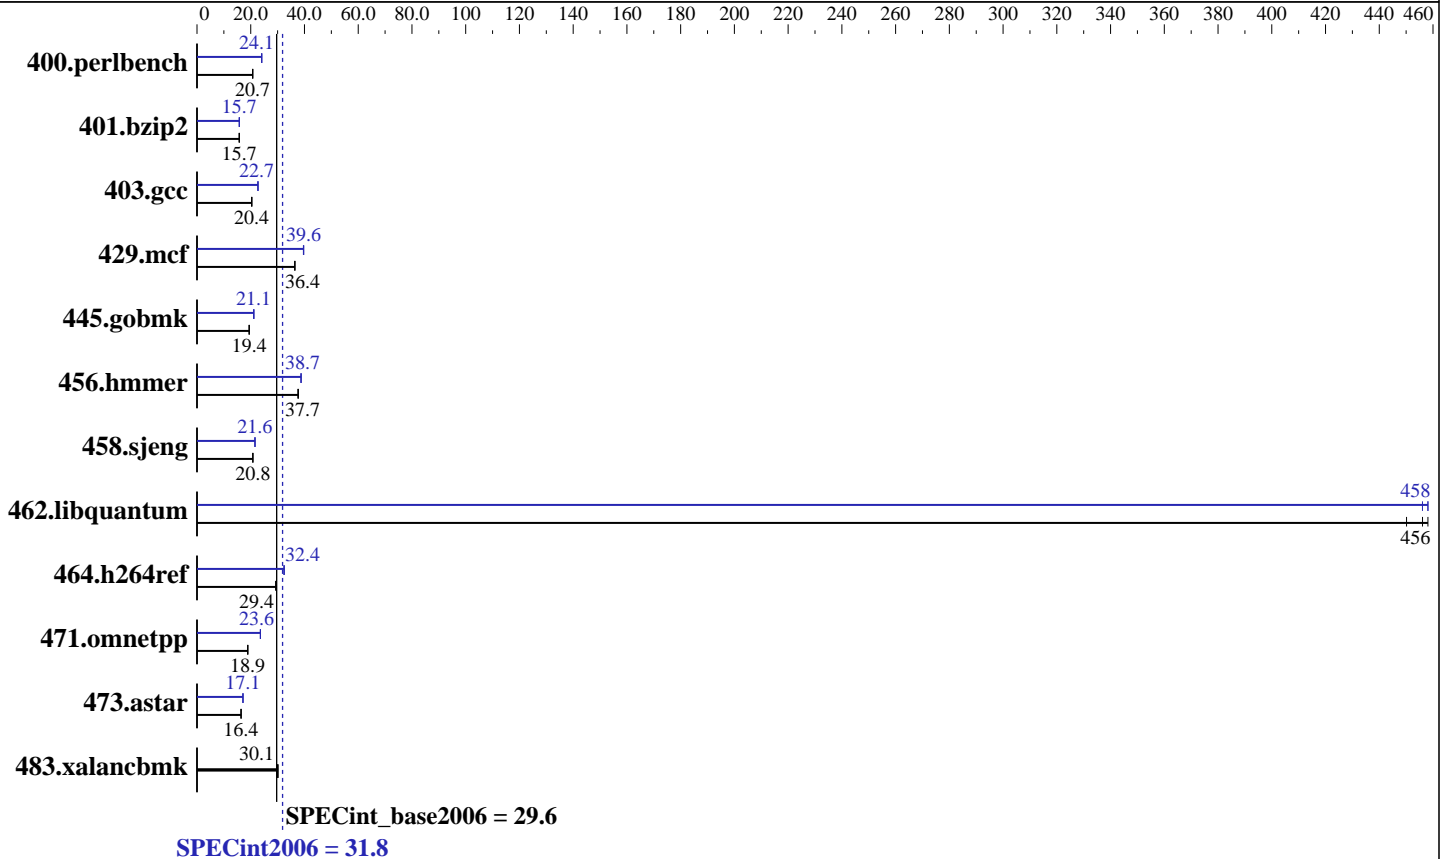 0 20.0 40.0 60.0 80.0 100 120 140 160 180 200 220 240 260 280 300 320 340 360 380 400 420 440 460
24.1
400.perlbench
20.7
15.7
401.bzip2
15.7
22.7
403.gcc
20.4
39.6
429.mcf
36.4
21.1
445.gobmk
19.4
38.7
456.hmmer
37.7
21.6
458.sjeng
20.8
458
462.libquantum
456
32.4
464.h264ref
29.4
23.6
471.omnetpp
18.9
17.1
473.astar
16.4
30.1
483.xalancbmk
SPECint_base2006 = 29.6
SPECint2006 = 31.8